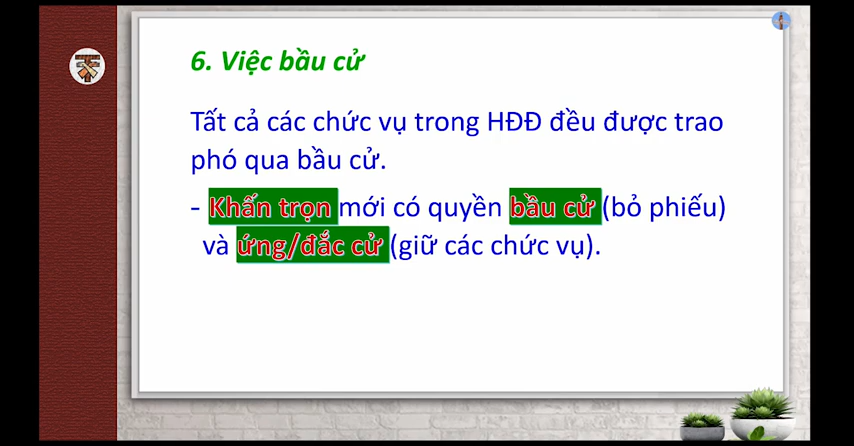 6. Việc bầu cử
Tất cả các chức vụ trong HĐĐ đều được trao
phó qua bầu cử.
- Khấn trọn mới có quyền bầu cử (bỏ phiếu)
và ứng/đắc cử (giữ các chức vụ).